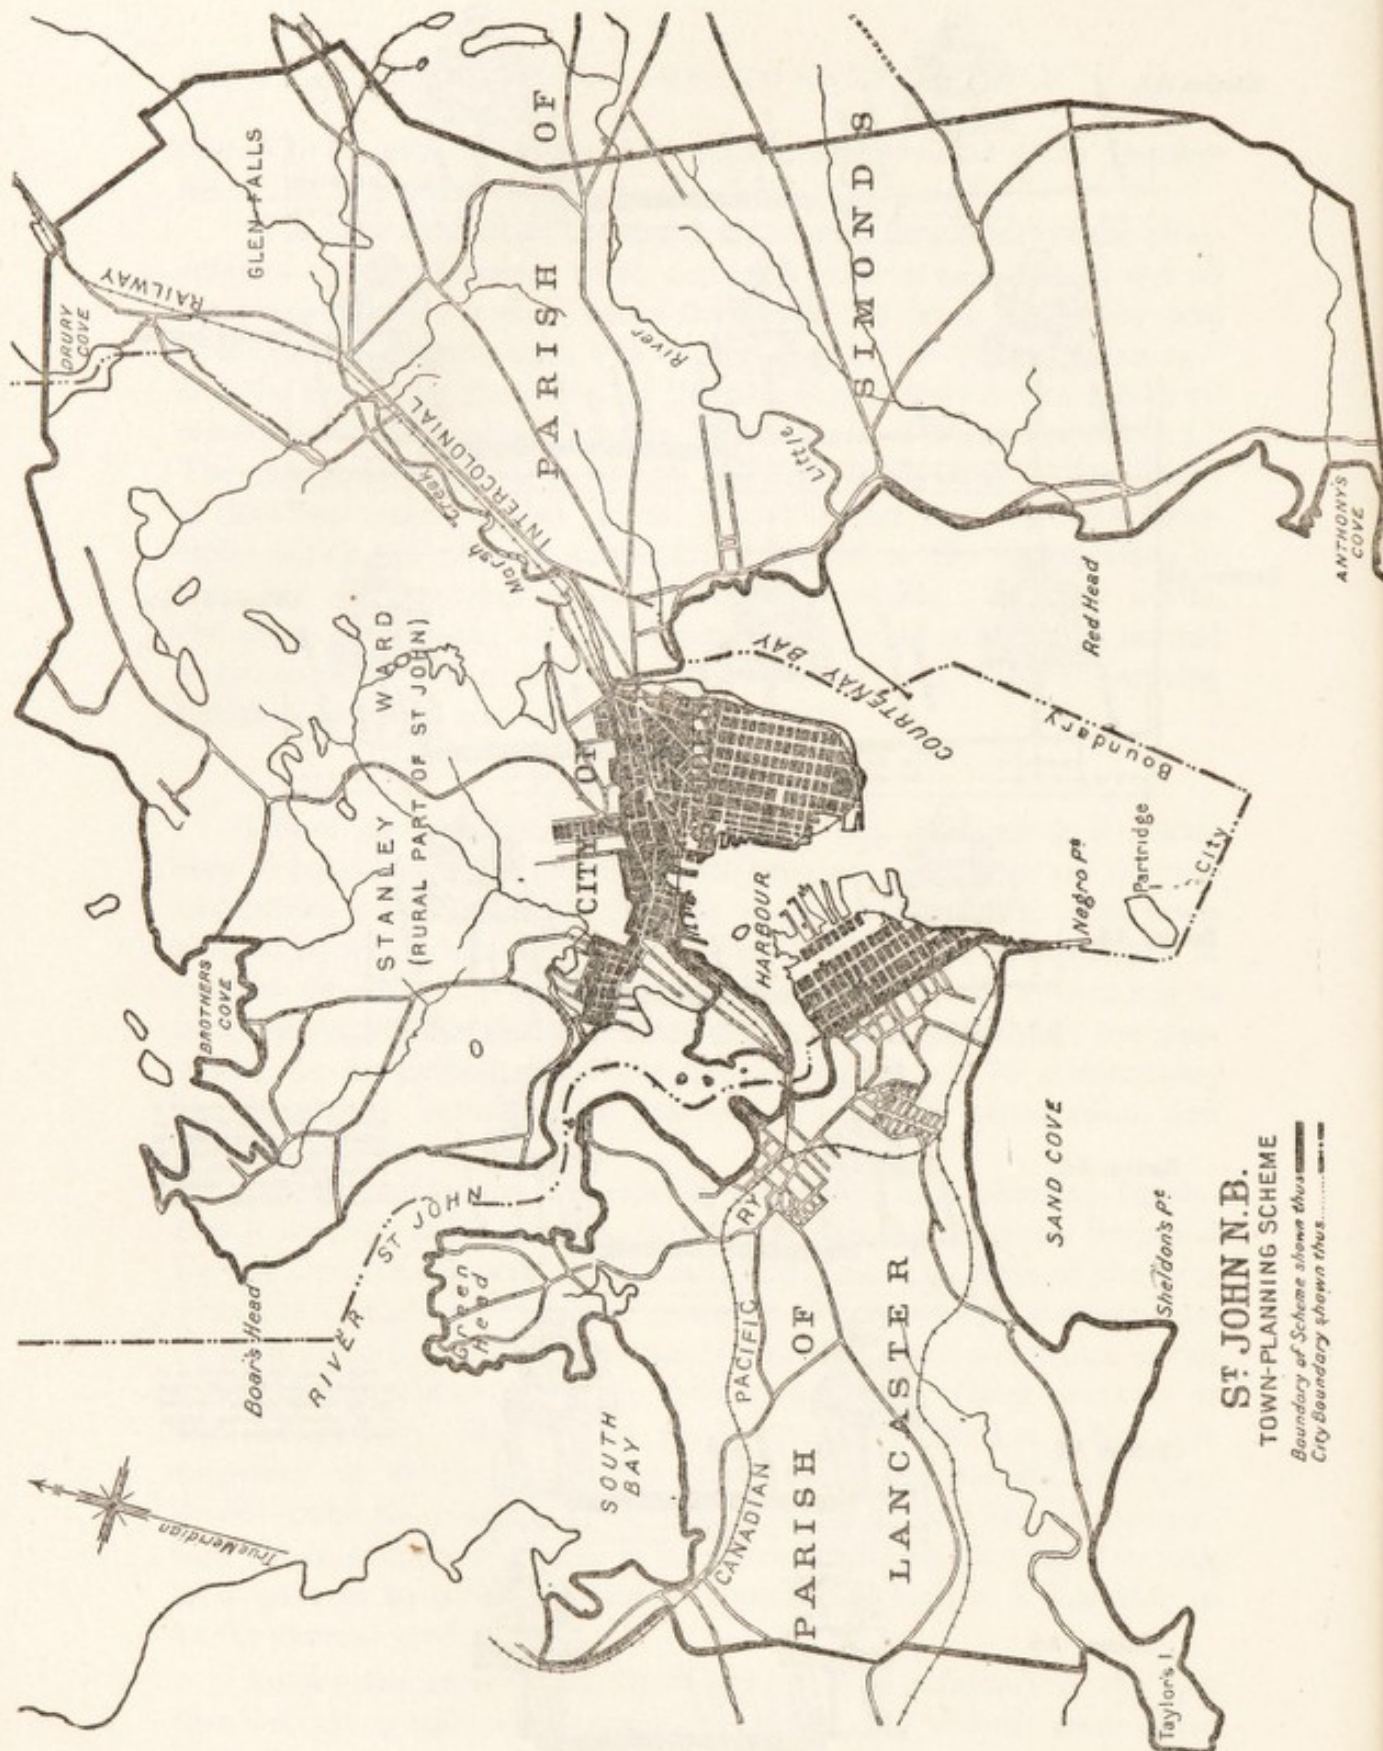 GLEN FALLS
DRURY
COVE
RAILWAY
PARISH OF
SIMONDS
INTERCOLONIAL
Marsh Creek
Little River
STANLEY WARD
(RURAL PART OF ST JOHN)
CITY OF
BROTHERS
COVE
Boar's Head
RIVER ST JOHN
Green
Head
SOUTH
BAY
HARBOUR
COURTENAY BAY
Red Head
ANTHONY'S
COVE
Negro Pt
Partridge
City Boundary
CANADIAN PACIFIC RY
PARISH OF
LANCASTER
SAND COVE
Sheldon's Pt
Taylor's I.
True Meridian
ST JOHN N.B.
TOWN-PLANNING SCHEME
Boundary of Scheme shown thus
City Boundary shown thus